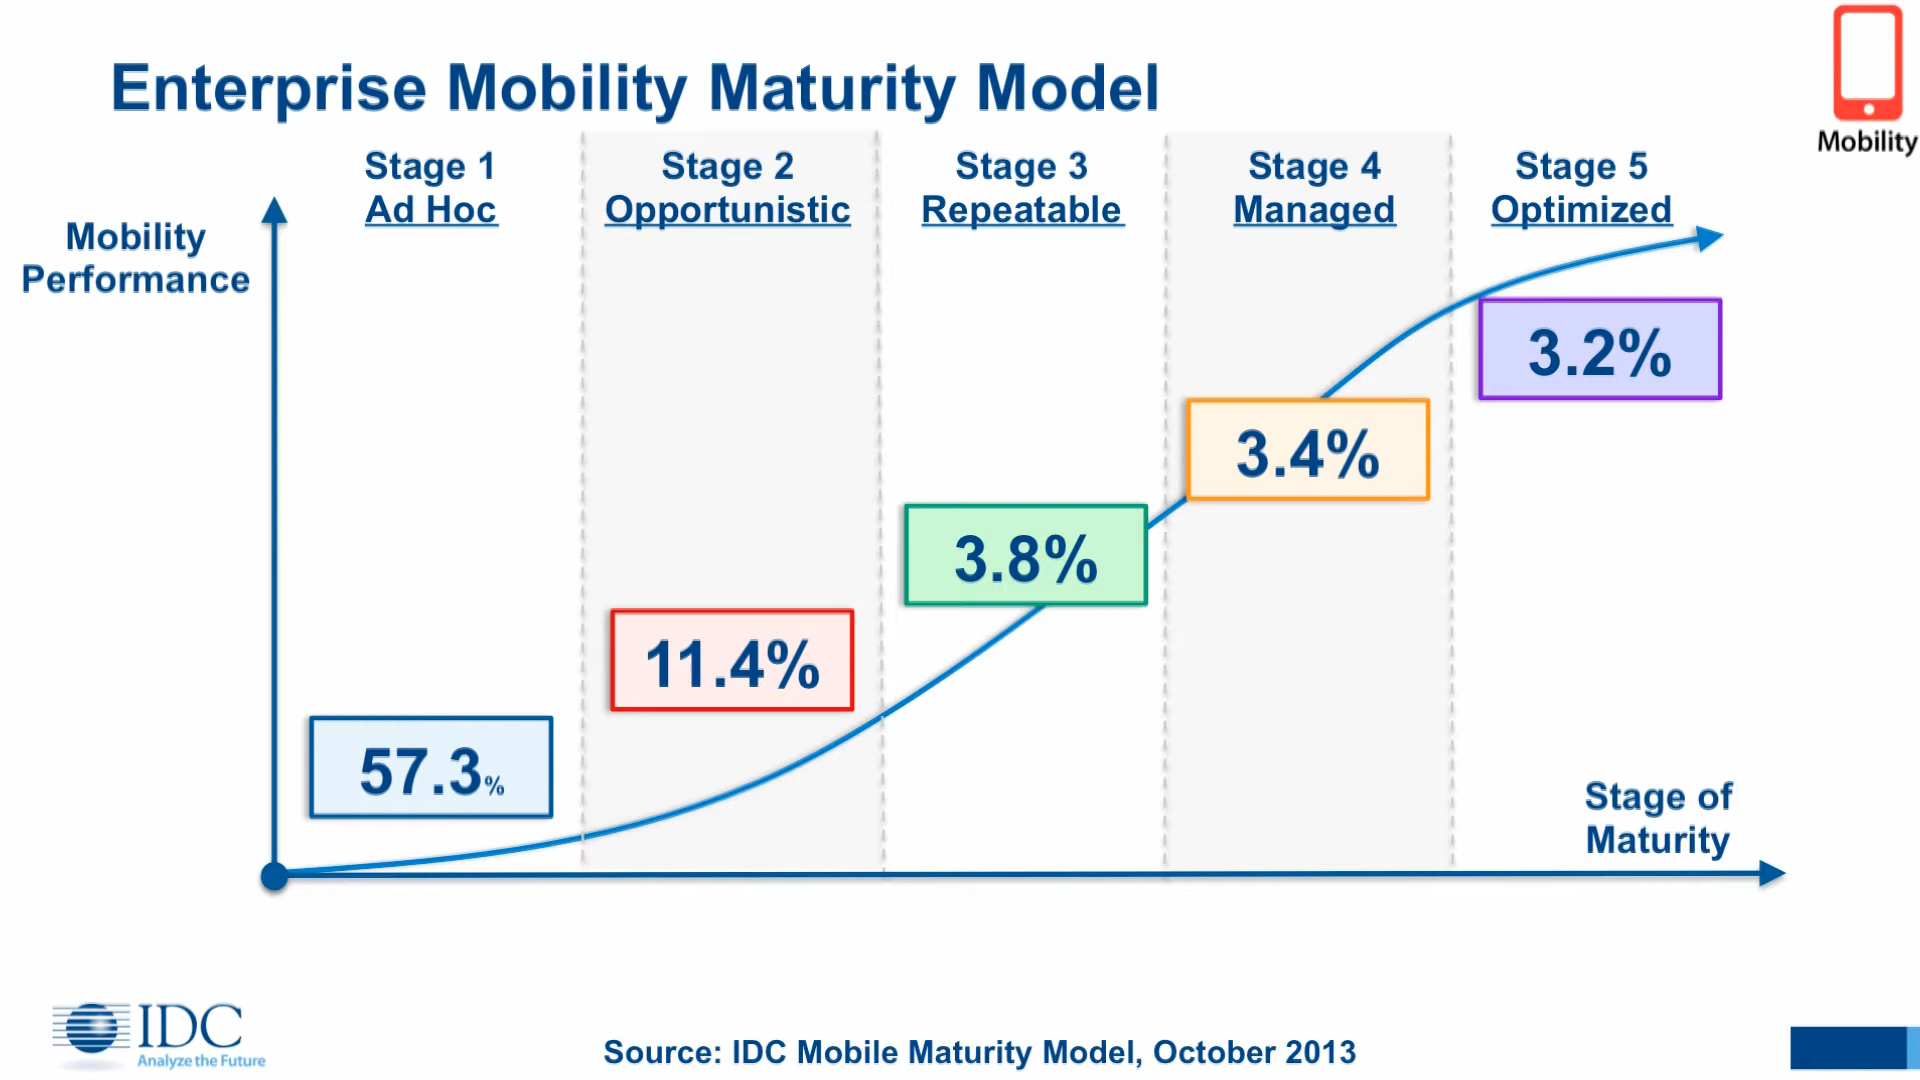 Enterprise Mobility Maturity Model
Mobility
Stage 1
Ad Hoc
Stage 2
Opportunistic
Stage 3
Repeatable
Stage 4
Managed
Stage 5
Optimized
Mobility
Performance
3.2%
3.4%
3.8%
11.4%
57.3%
Stage of
Maturity
IDC
Analyze the Future
Source: IDC Mobile Maturity Model, October 2013